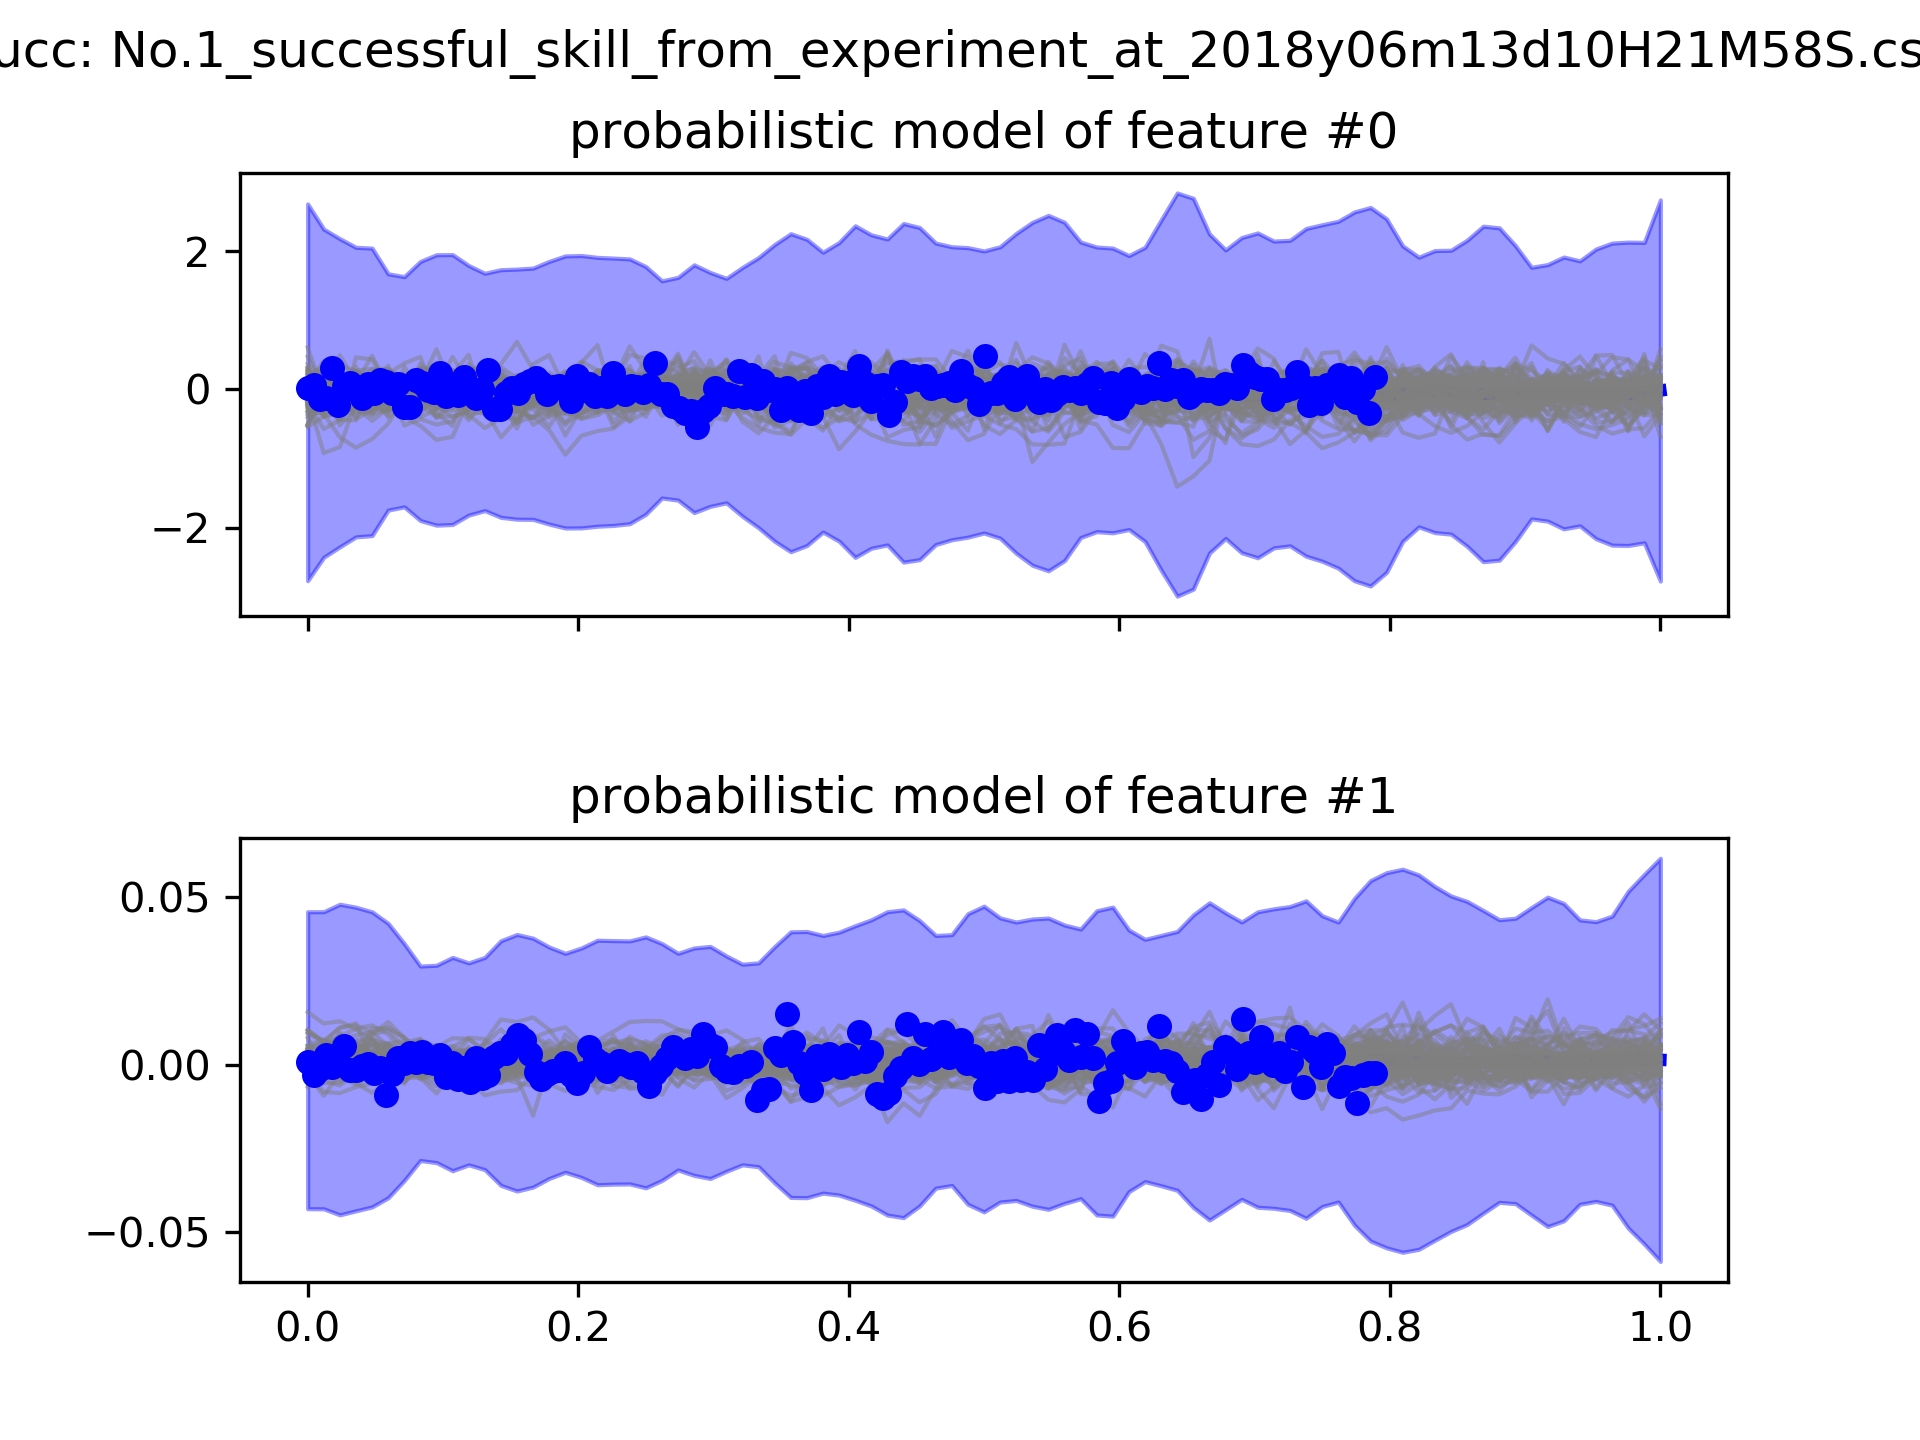 ucc: No.1_successful_skill_from_experiment_at_2018y06m13d10H21M58S.cs
probabilistic model of feature #0
2
0
−2
probabilistic model of feature #1
0.05
0.00
−0.05
0.0 0.2 0.4 0.6 0.8 1.0